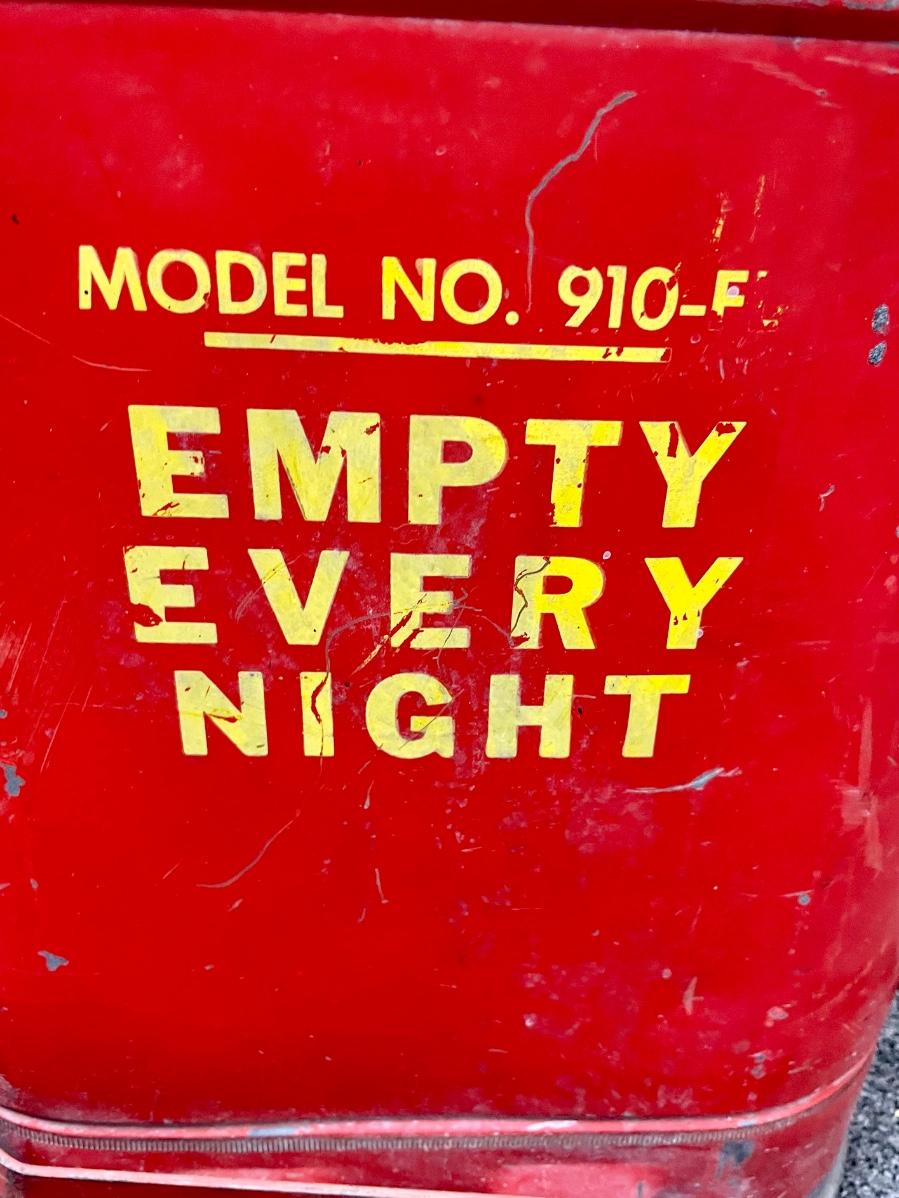 MODEL NO. 910-F
EMPTY
EVERY
NIGHT